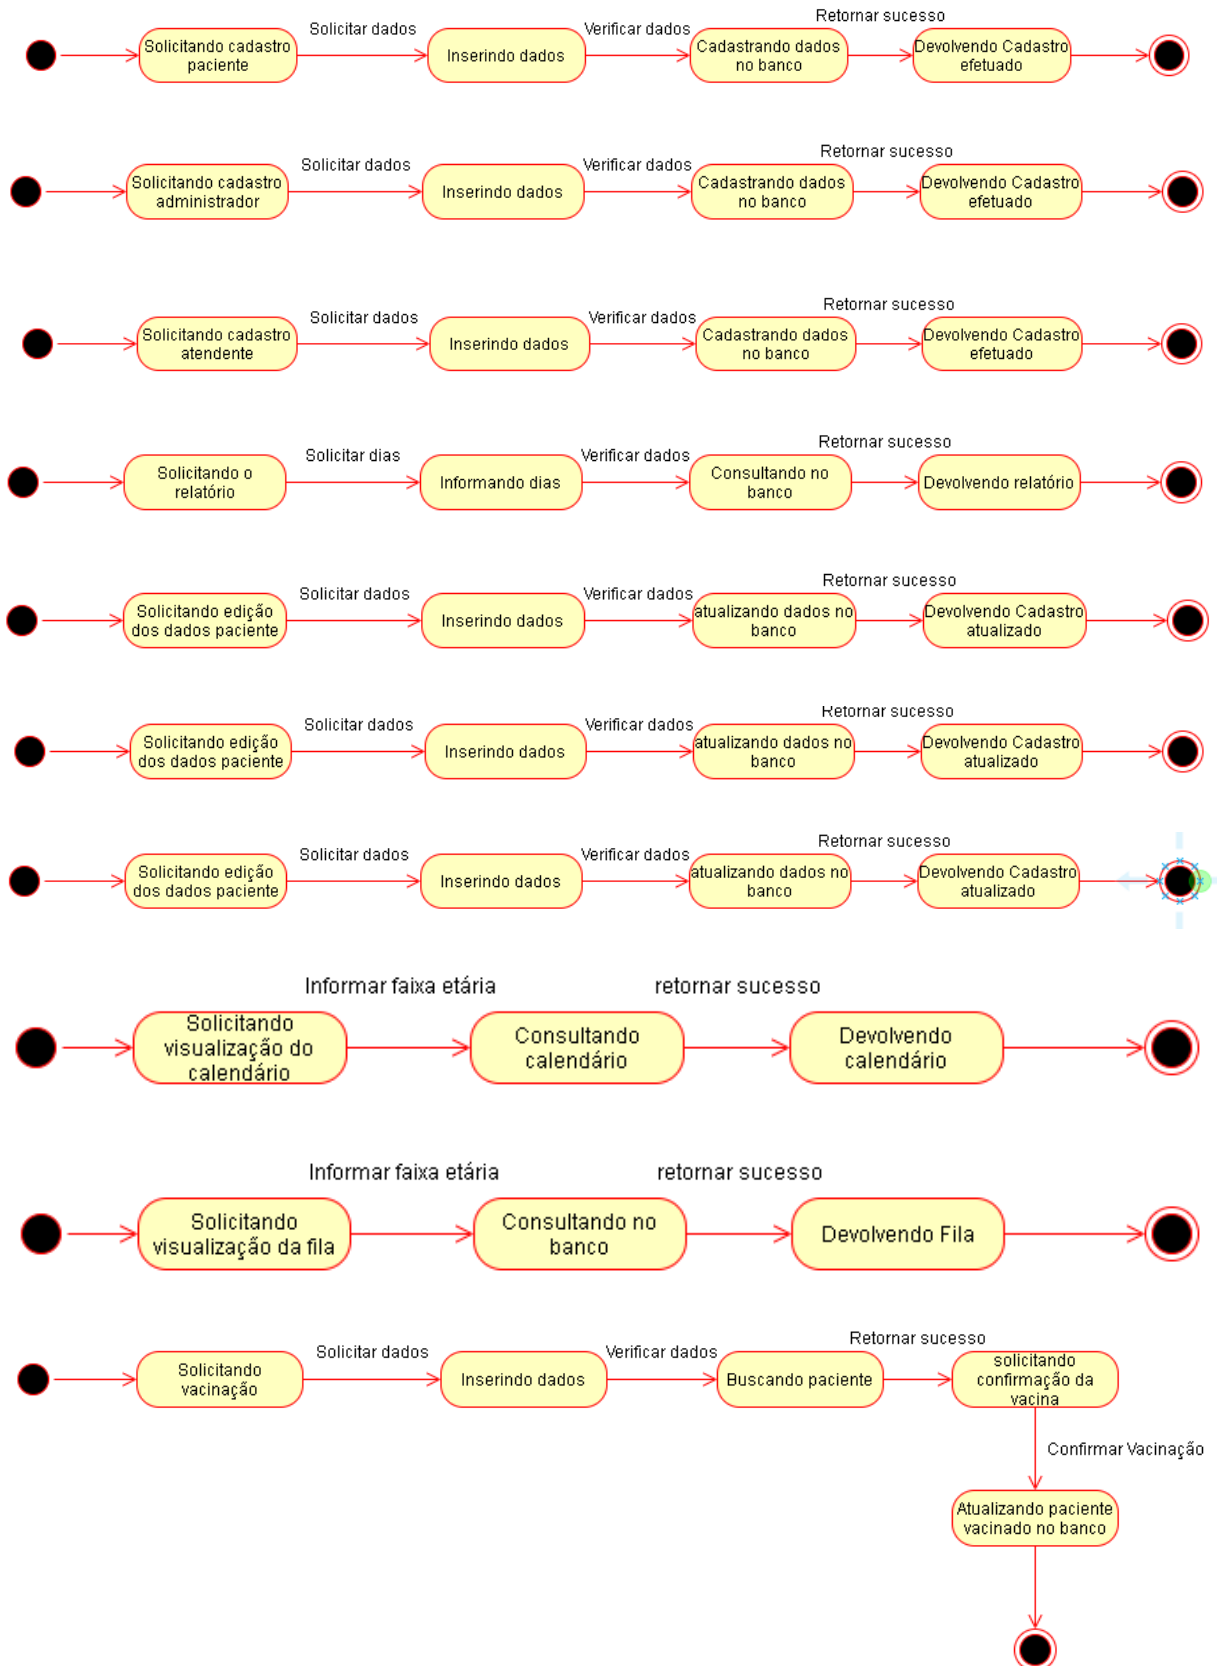 Retornar sucesso
Solicitar dados
Verificar dados
Solicitando cadastro
paciente
Inserindo dados
Cadastrando dados
no banco
Devolvendo Cadastro
efetuado
Retornar sucesso
Solicitar dados
Verificar dados
Solicitando cadastro
administrador
Inserindo dados
Cadastrando dados
no banco
Devolvendo Cadastro
efetuado
Retornar sucesso
Solicitar dados
Verificar dados
Solicitando cadastro
atendente
Inserindo dados
Cadastrando dados
no banco
Devolvendo Cadastro
efetuado
Retornar sucesso
Solicitar dias
Verificar dados
Solicitando o
relatório
Informando dias
Consultando no
banco
Devolvendo relatório
Retornar sucesso
Solicitar dados
Verificar dados
Solicitando edição
dos dados paciente
Inserindo dados
atualizando dados no
banco
Devolvendo Cadastro
atualizado
Retornar sucesso
Solicitar dados
Verificar dados
Solicitando edição
dos dados paciente
Inserindo dados
atualizando dados no
banco
Devolvendo Cadastro
atualizado
Retornar sucesso
Solicitar dados
Verificar dados
Solicitando edição
dos dados paciente
Inserindo dados
atualizando dados no
banco
Devolvendo Cadastro
atualizado
Informar faixa etária
retornar sucesso
Solicitando
visualização do
calendário
Consultando
calendário
Devolvendo
calendário
Informar faixa etária
retornar sucesso
Solicitando
visualização da fila
Consultando no
banco
Devolvendo Fila
Retornar sucesso
Solicitar dados
Verificar dados
Solicitando
vacinação
Inserindo dados
Buscando paciente
solicitando
confirmação da
vacina
Confirmar Vacinação
Atualizando paciente
vacinado no banco